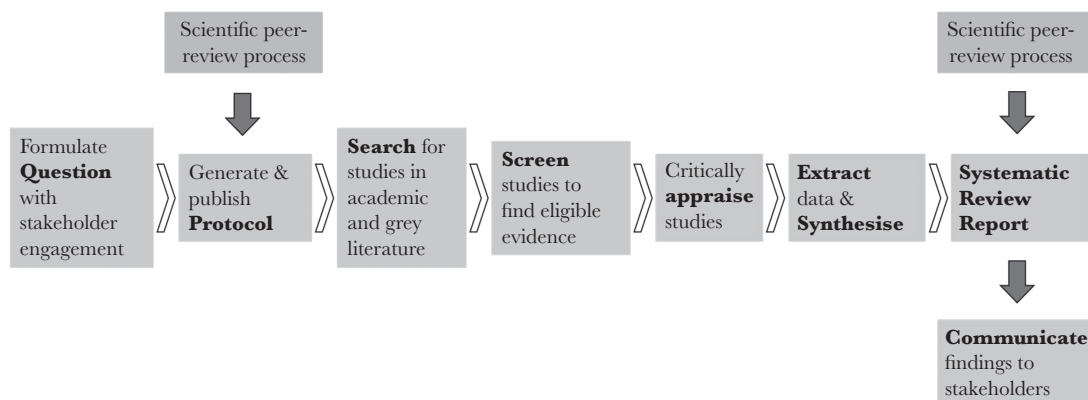 Scientific peer-
review process
Scientific peer-
review process
Formulate
Question
with
stakeholder
engagement
Generate &
publish
Protocol
Search for
studies in
academic
and grey
literature
Screen
studies to
find eligible
evidence
Critically
appraise
studies
Extract
data &
Synthesise
Systematic
Review
Report
Communicate
findings to
stakeholders